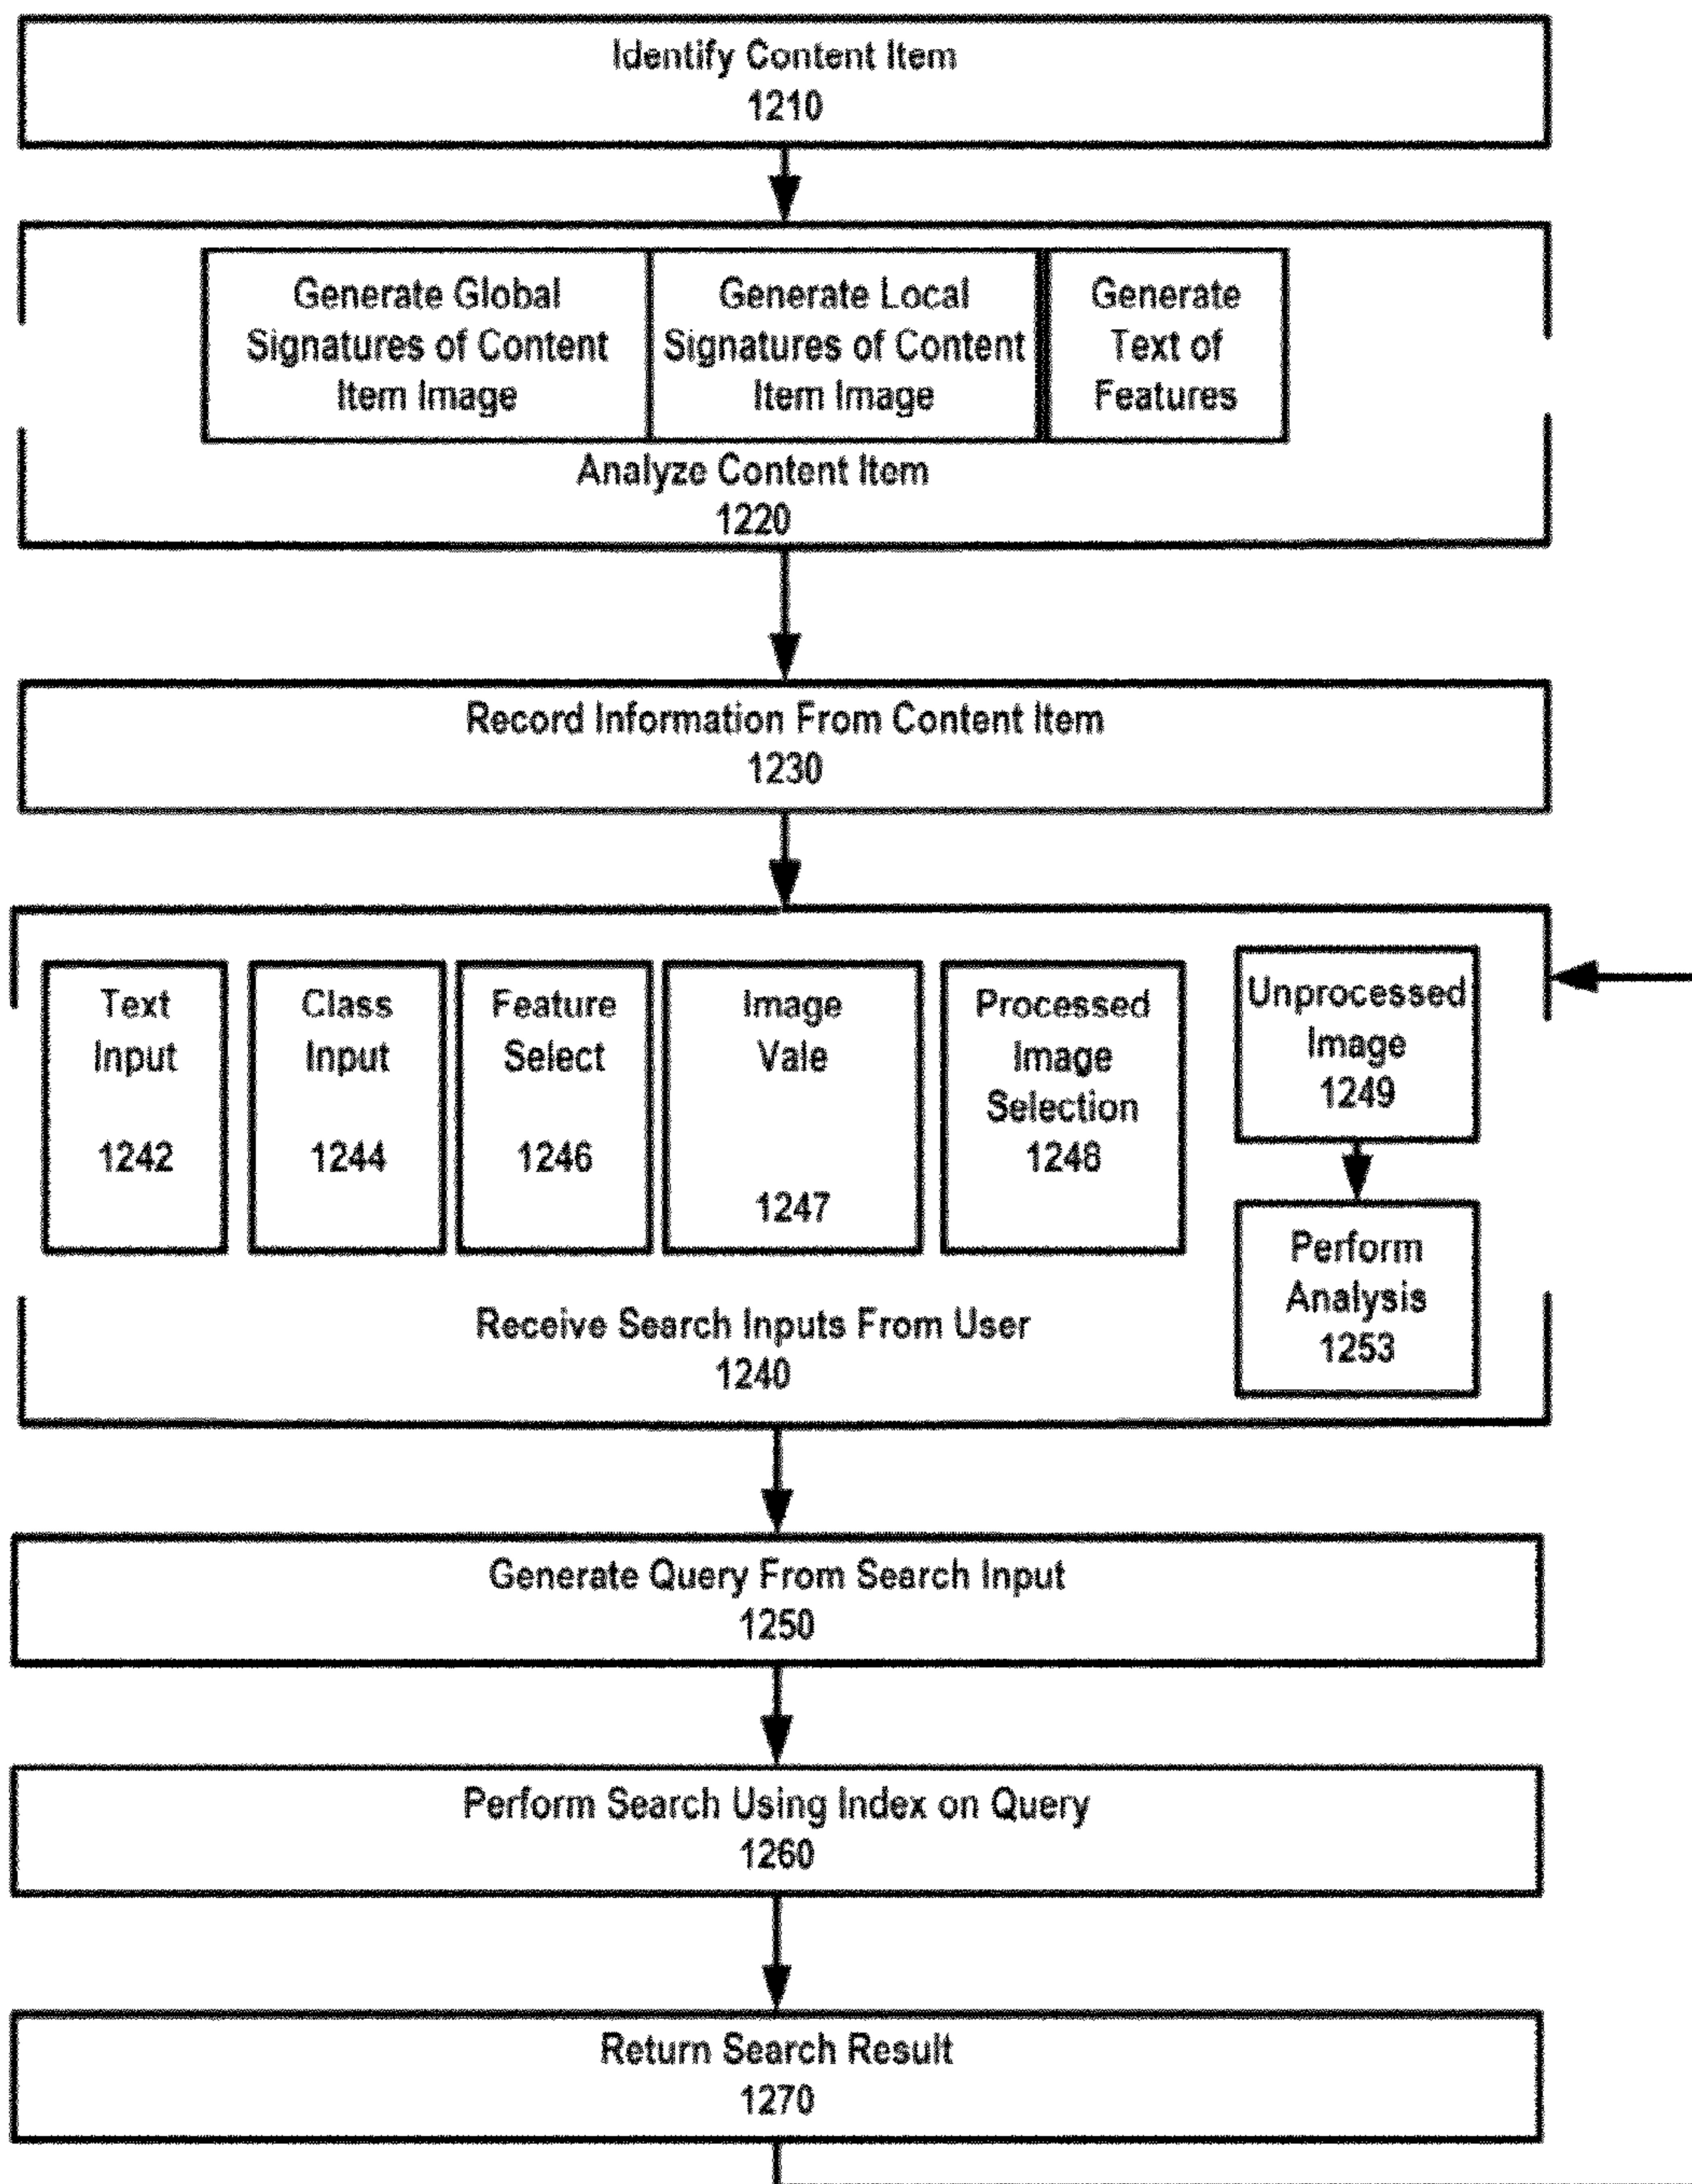 Identify Content Item
1210
Generate Global
Signatures of Content
Item Image
Generate Local
Signatures of Content
Item Image
Generate
Text of
Features
Analyze Content Item
1220
Record Information From Content Item
1230
Text
Input
1242
Class
Input
1244
Feature
Select
1246
Image
Vale
1247
Processed
Image
Selection
1248
Unprocessed
Image
1249
Perform
Analysis
1253
Receive Search Inputs From User
1240
Generate Query From Search Input
1250
Perform Search Using Index on Query
1260
Return Search Result
1270